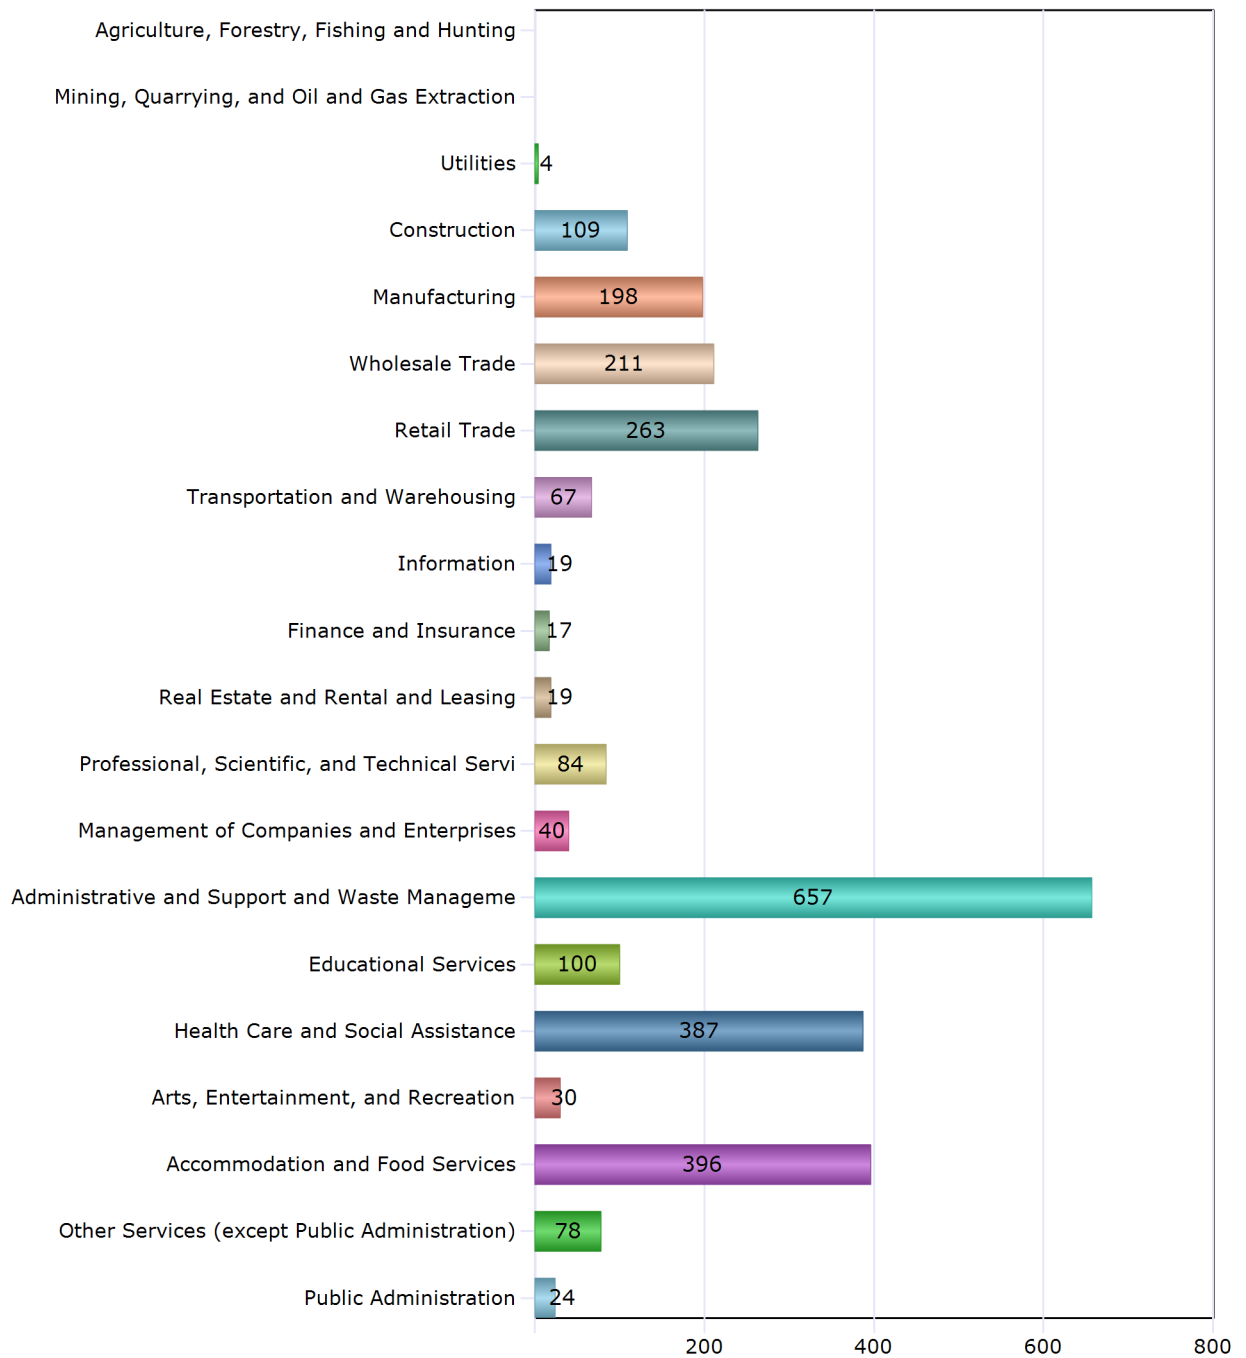 Agriculture, Forestry, Fishing and Hunting
Mining, Quarrying, and Oil and Gas Extraction
Utilities 4
Construction 109
Manufacturing 198
Wholesale Trade 211
Retail Trade 263
Transportation and Warehousing 67
Information 19
Finance and Insurance 17
Real Estate and Rental and Leasing 19
Professional, Scientific, and Technical Servi 84
Management of Companies and Enterprises 40
Administrative and Support and Waste Manageme 657
Educational Services 100
Health Care and Social Assistance 387
Arts, Entertainment, and Recreation 30
Accommodation and Food Services 396
Other Services (except Public Administration) 78
Public Administration 24
200 400 600 800